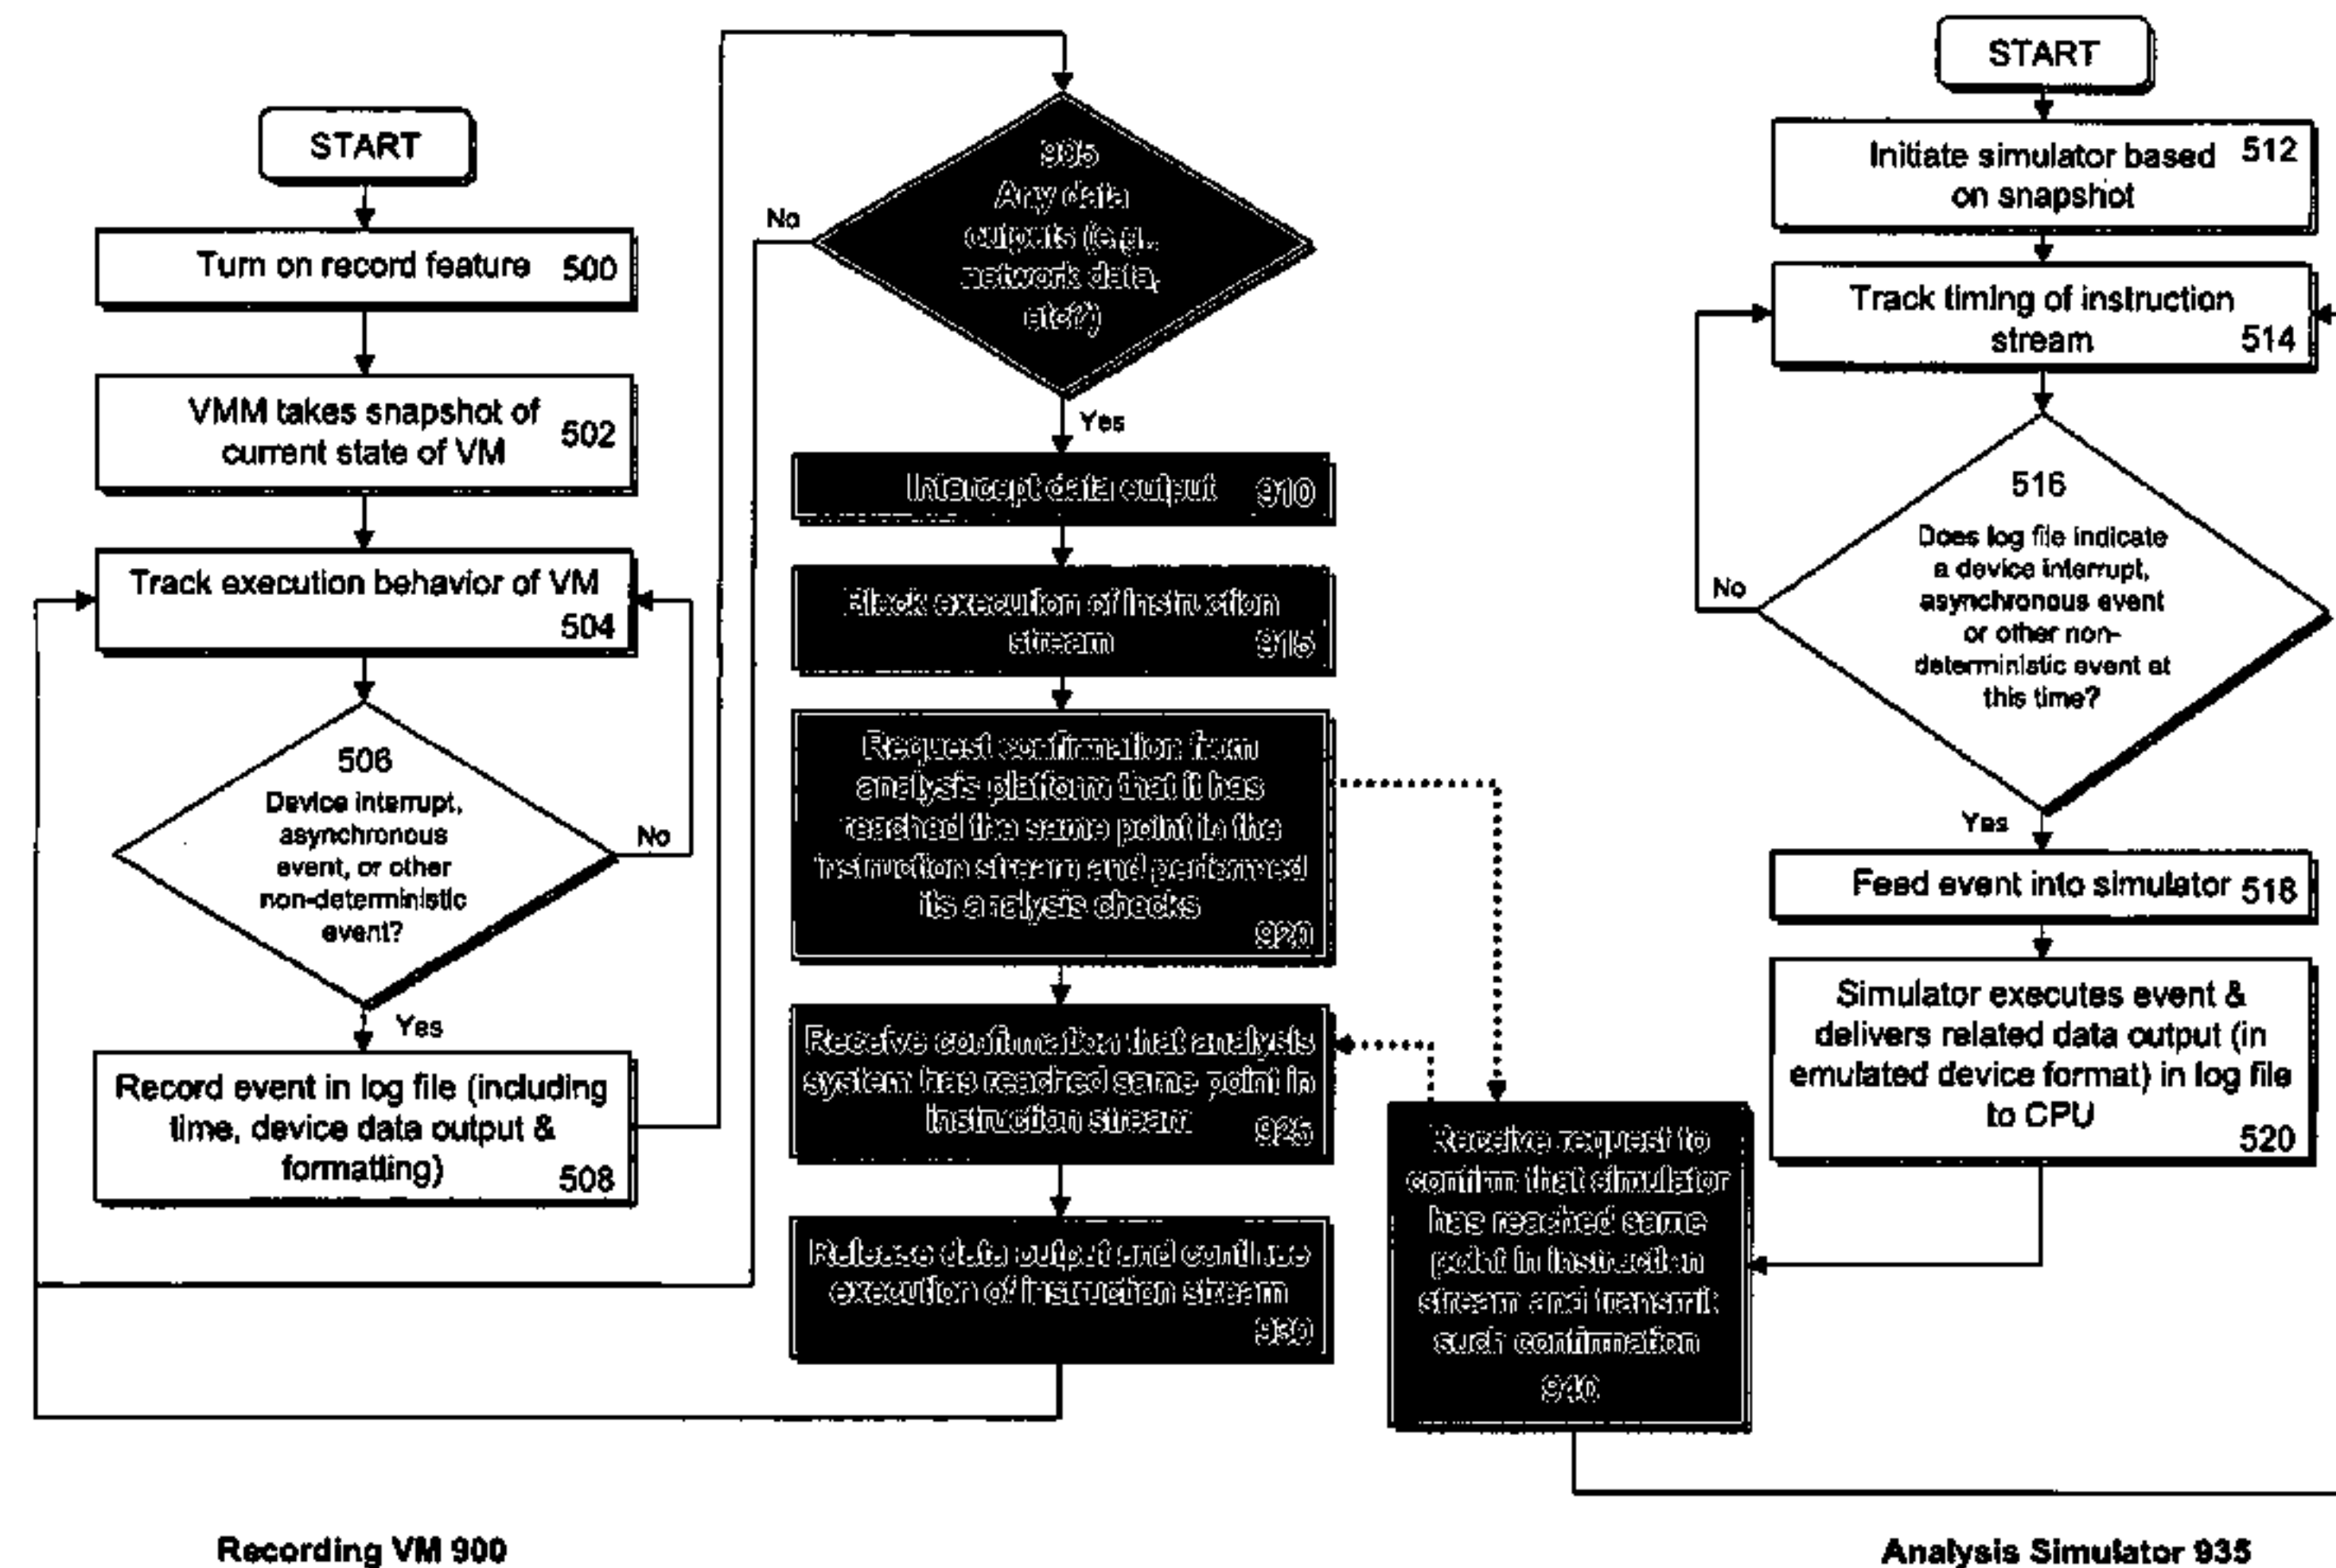 START
Turn on record feature 500
VMM takes snapshot of
current state of VM 502
Track execution behavior of VM
504
506
Device interrupt,
asynchronous
event, or other
non-deterministic
event?
No
Yes
Record event in log file (including
time, device data output &
formatting) 508
905
Any data
outputs (e.g.,
network data,
etc?)
No
Yes
Intercept data output 910
Block execution of instruction
stream 915
Request confirmation from
analysis platform that it has
reached the same point in the
instruction stream and performed
its analysis checks
920
Receive confirmation that analysis
system has reached same point in
instruction stream 925
Release data output and continue
execution of instruction stream
930
Receive request to
confirm that simulator
has reached same
point in instruction
stream and transmit
such confirmation
940
START
Initiate simulator based 512
on snapshot
Track timing of instruction
stream 514
516
Does log file indicate
a device interrupt,
asynchronous event
or other non-
deterministic event at
this time?
No
Yes
Feed event into simulator 518
Simulator executes event &
delivers related data output (in
emulated device format) in log file
to CPU
520
Recording VM 900
Analysis Simulator 935